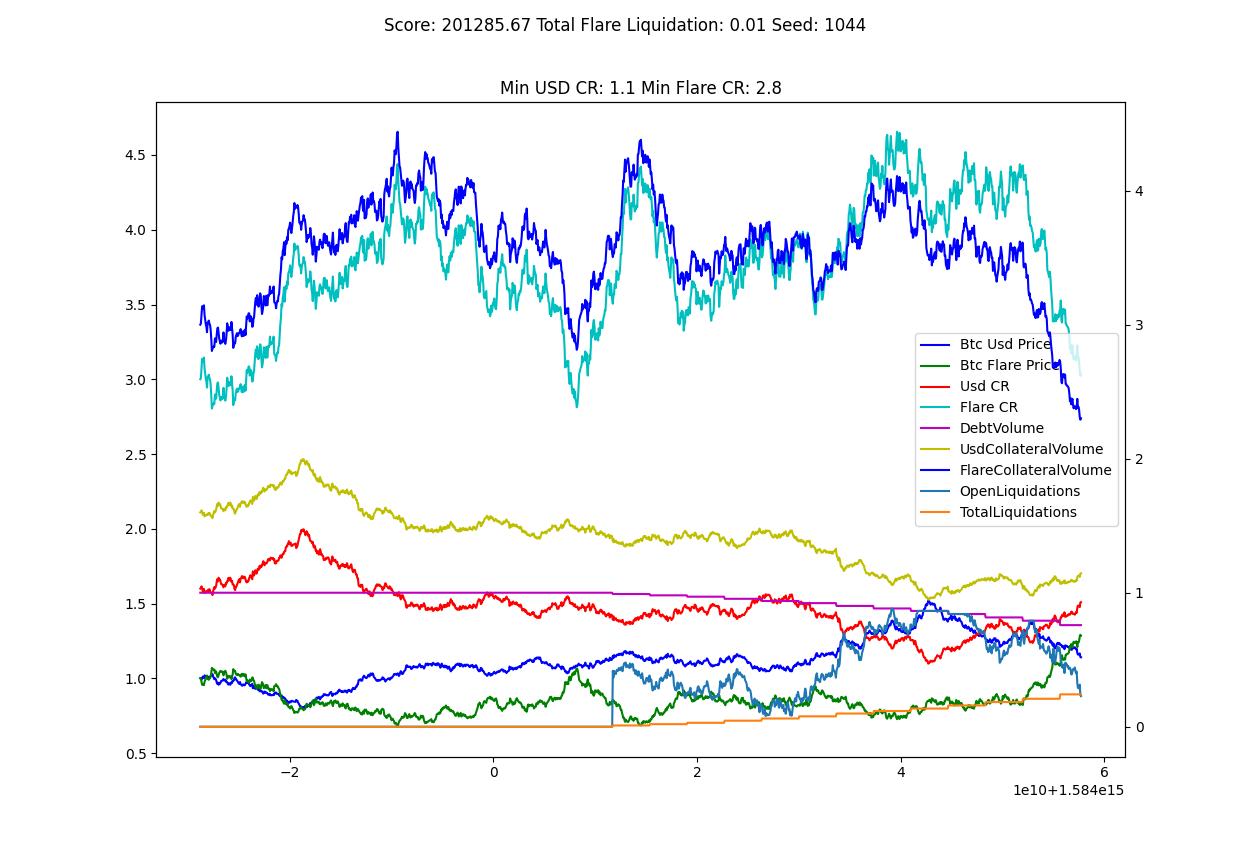 Score: 201285.67 Total Flare Liquidation: 0.01 Seed: 1044
Min USD CR: 1.1 Min Flare CR: 2.8
4.5
4.0
3.5
3.0
2.5
2.0
1.5
1.0
0.5
4
3
2
1
0
Btc Usd Price
Btc Flare Price
Usd CR
Flare CR
DebtVolume
UsdCollateralVolume
FlareCollateralVolume
OpenLiquidations
TotalLiquidations
−2 0 2 4 6
1e10+1.584e15